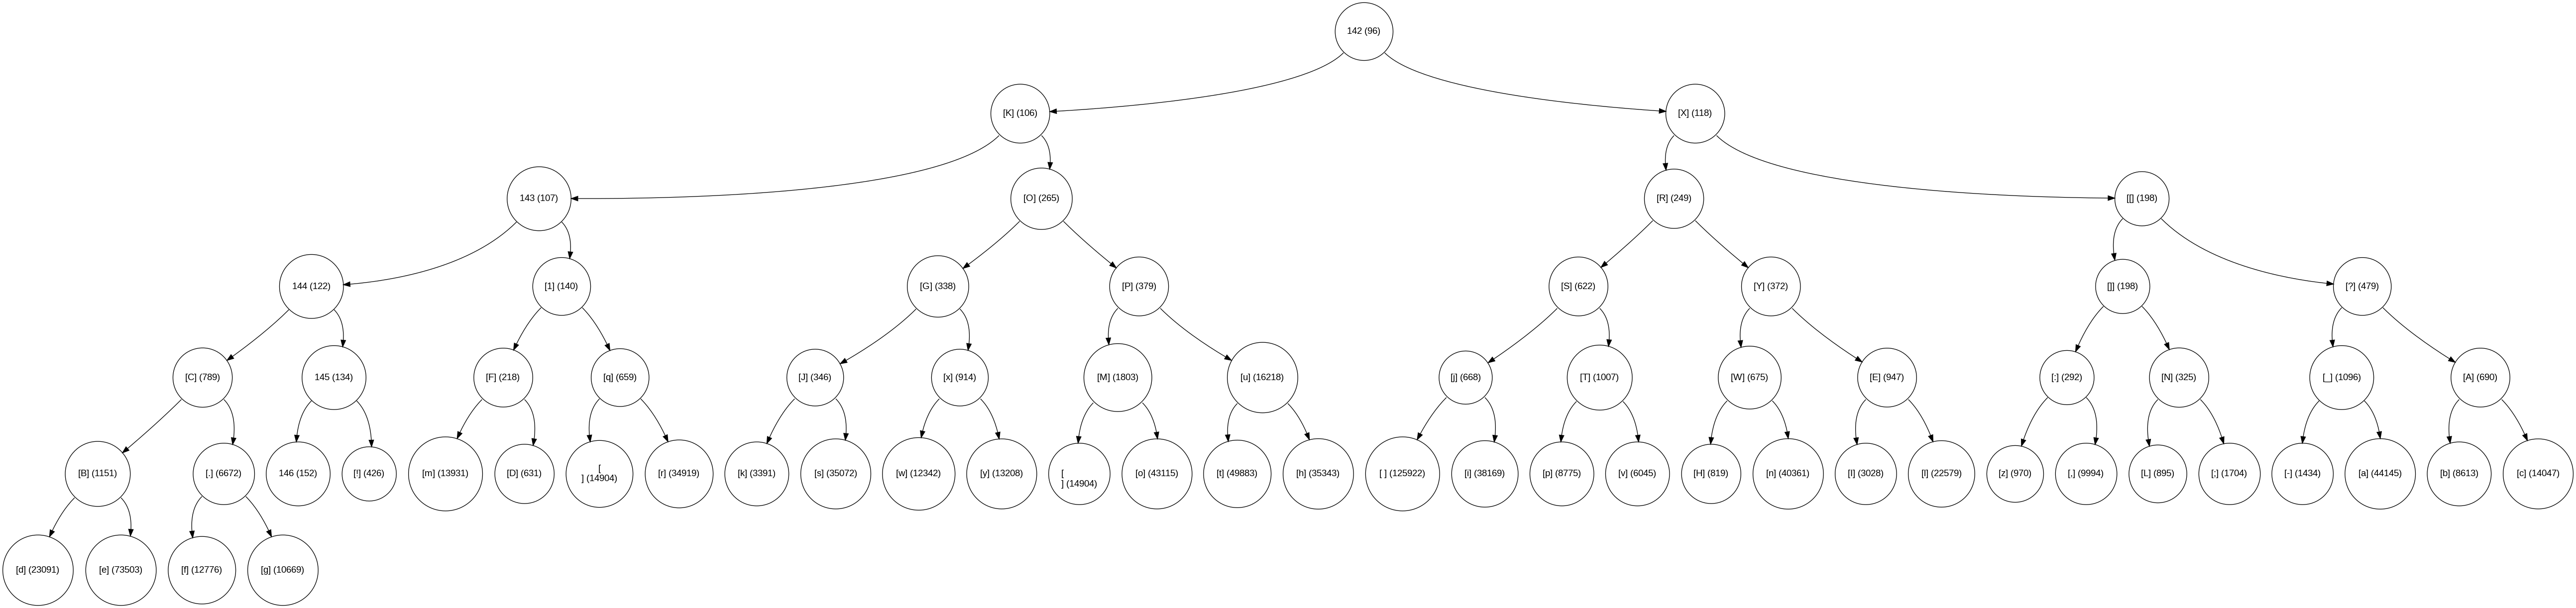 142 (96)
[K] (106)
[X] (118)
143 (107)
[O] (265)
[R] (249)
[[] (198)
144 (122)
[1] (140)
[G] (338)
[P] (379)
[S] (622)
[Y] (372)
[]] (198)
[?] (479)
[C] (789)
145 (134)
[F] (218)
[q] (659)
[J] (346)
[x] (914)
[M] (1803)
[u] (16218)
[j] (668)
[T] (1007)
[W] (675)
[E] (947)
[:] (292)
[N] (325)
[_] (1096)
[A] (690)
[B] (1151)
[.] (6672)
146 (152)
[!] (426)
[m] (13931)
[D] (631)
[
] (14904)
[r] (34919)
[k] (3391)
[s] (35072)
[w] (12342)
[y] (13208)
[
] (14904)
[o] (43115)
[t] (49883)
[h] (35343)
[ ] (125922)
[i] (38169)
[p] (8775)
[v] (6045)
[H] (819)
[n] (40361)
[I] (3028)
[l] (22579)
[z] (970)
[,] (9994)
[L] (895)
[;] (1704)
[-] (1434)
[a] (44145)
[b] (8613)
[c] (14047)
[d] (23091)
[e] (73503)
[f] (12776)
[g] (10669)